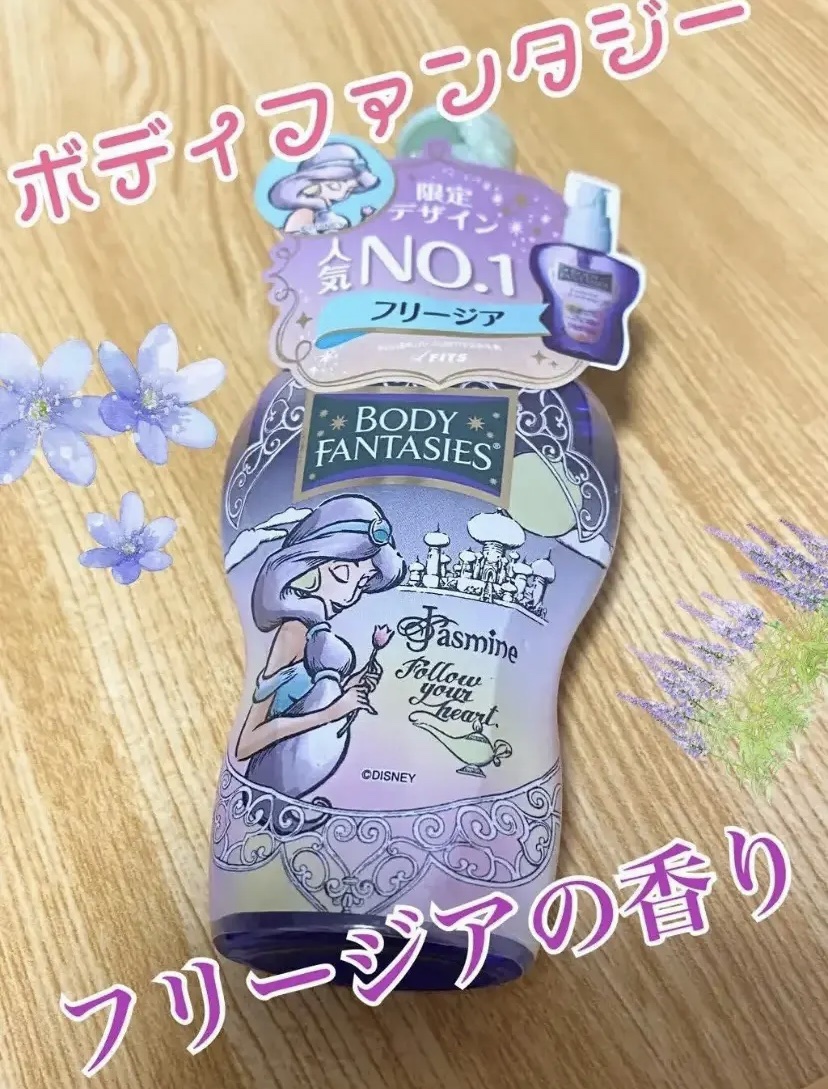 ボディファンタジー
限定
デザイン
人気 NO.1
フリージア
FITS
BODY
FANTASIES®
Jasmine
Follow
your
heart.
©DISNEY
フリージアの香り